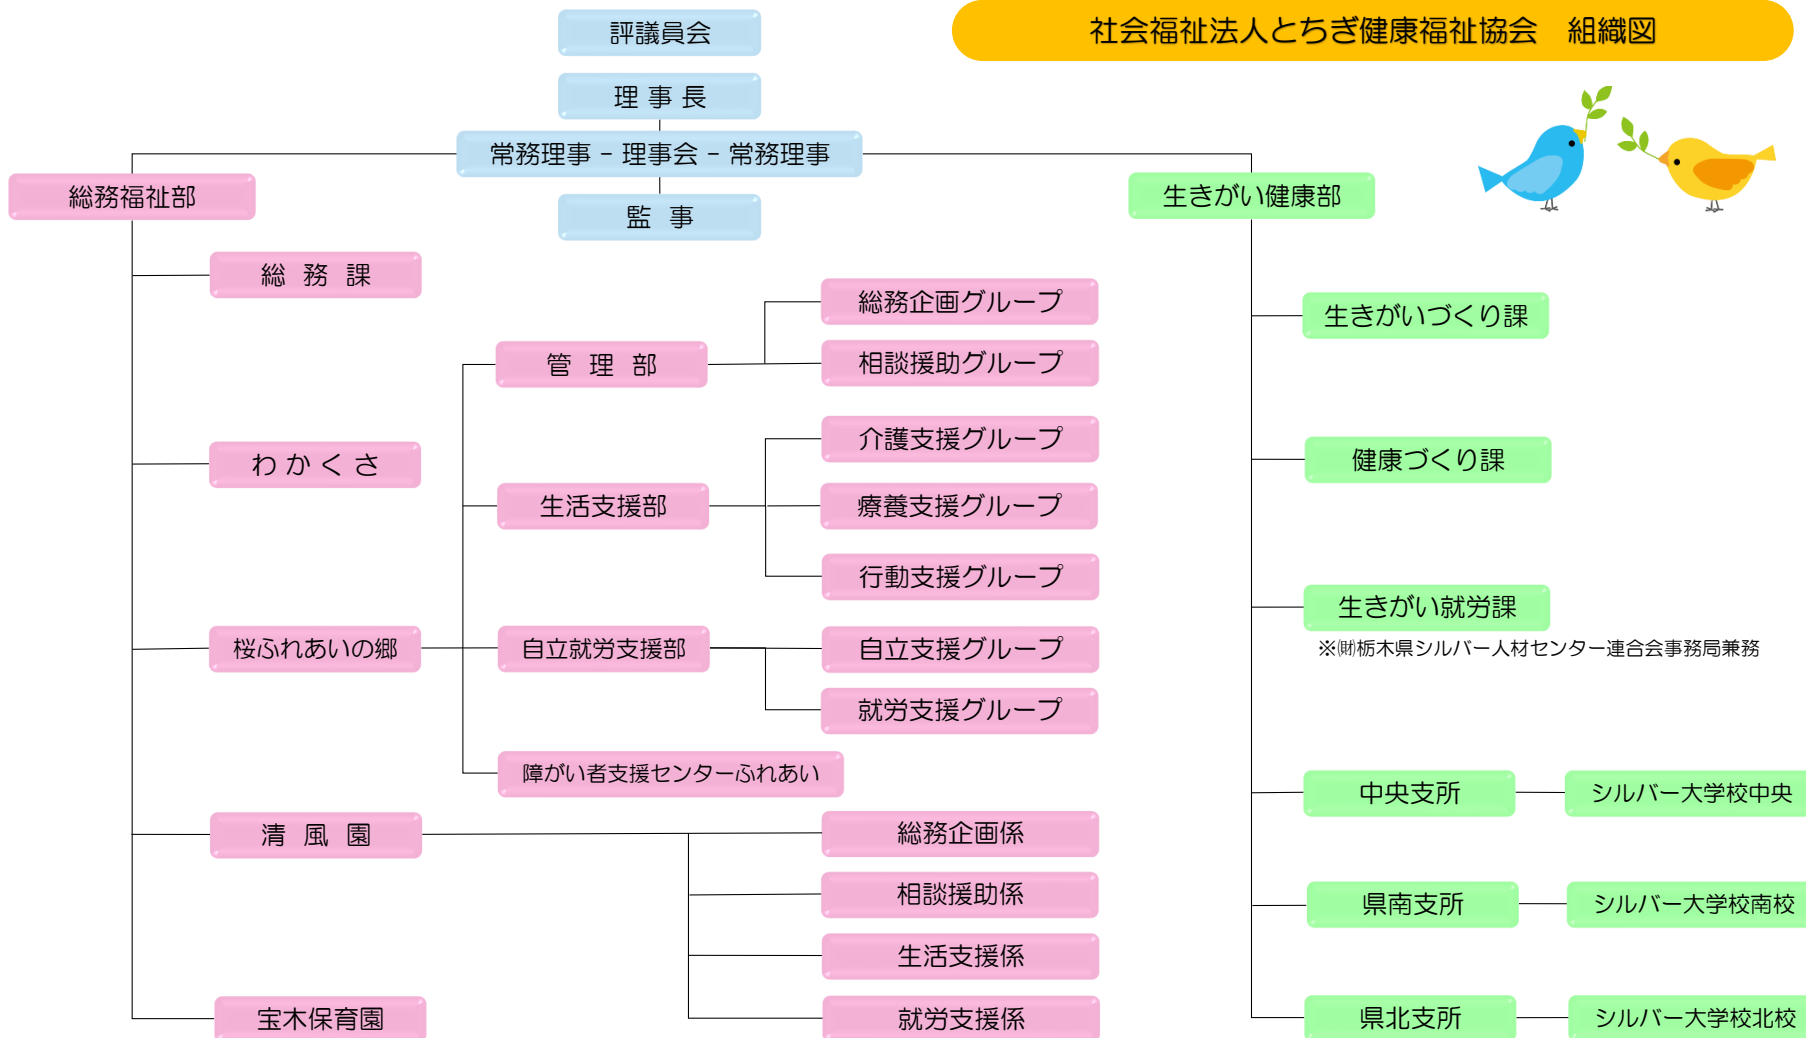 社会福祉法人とちぎ健康福祉協会　組織図
評議員会
理 事 長
常務理事 − 理事会 − 常務理事
監　事
総務福祉部
総　務　課
わ か く さ
桜ふれあいの郷
管　理　部
総務企画グループ
相談援助グループ
生活支援部
介護支援グループ
療養支援グループ
行動支援グループ
自立就労支援部
自立支援グループ
就労支援グループ
障がい者支援センターふれあい
清　風　園
総務企画係
相談援助係
生活支援係
就労支援係
宝木保育園
生きがい健康部
生きがいづくり課
健康づくり課
生きがい就労課
※㈶栃木県シルバー人材センター連合会事務局兼務
中央支所
シルバー大学校中央
県南支所
シルバー大学校南校
県北支所
シルバー大学校北校